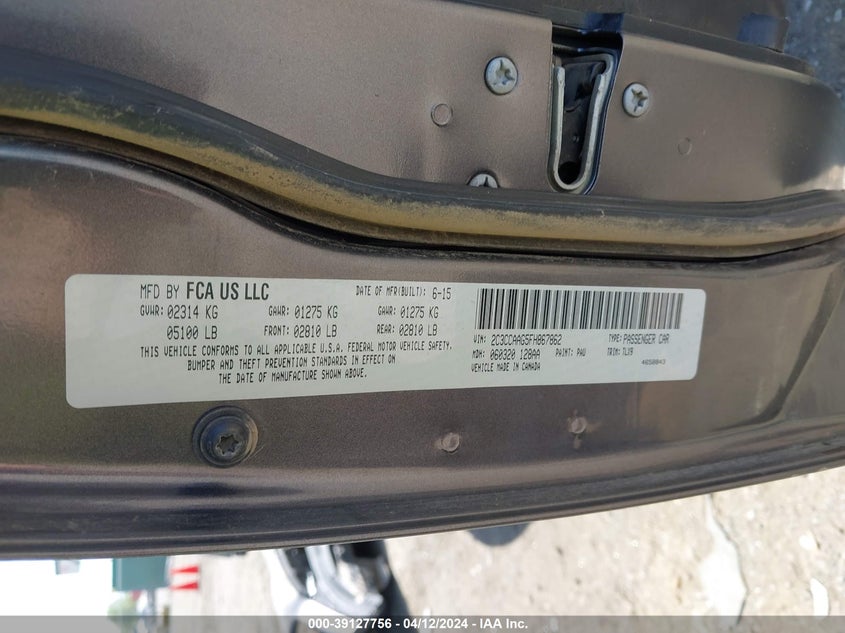 MFD BY FCA US LLC
DATE OF MFR(BUILT): 6-15
GVWR: 02314 KG GAWR: 01275 KG GAWR: 01275 KG
05100 LB FRONT: 02810 LB REAR: 02810 LB
THIS VEHICLE CONFORMS TO ALL APPLICABLE U.S.A. FEDERAL MOTOR VEHICLE SAFETY,
BUMPER AND THEFT PREVENTION STANDARDS IN EFFECT ON
THE DATE OF MANUFACTURE SHOWN ABOVE.
VIN: 2C3CCAAG5FH867862 TYPE: PASSENGER CAR
MDH: 060320 128AA PAINT: PAU TRIM: TLX9
VEHICLE MADE IN CANADA 46580843
000-39127756 - 04/12/2024 - IAA Inc.